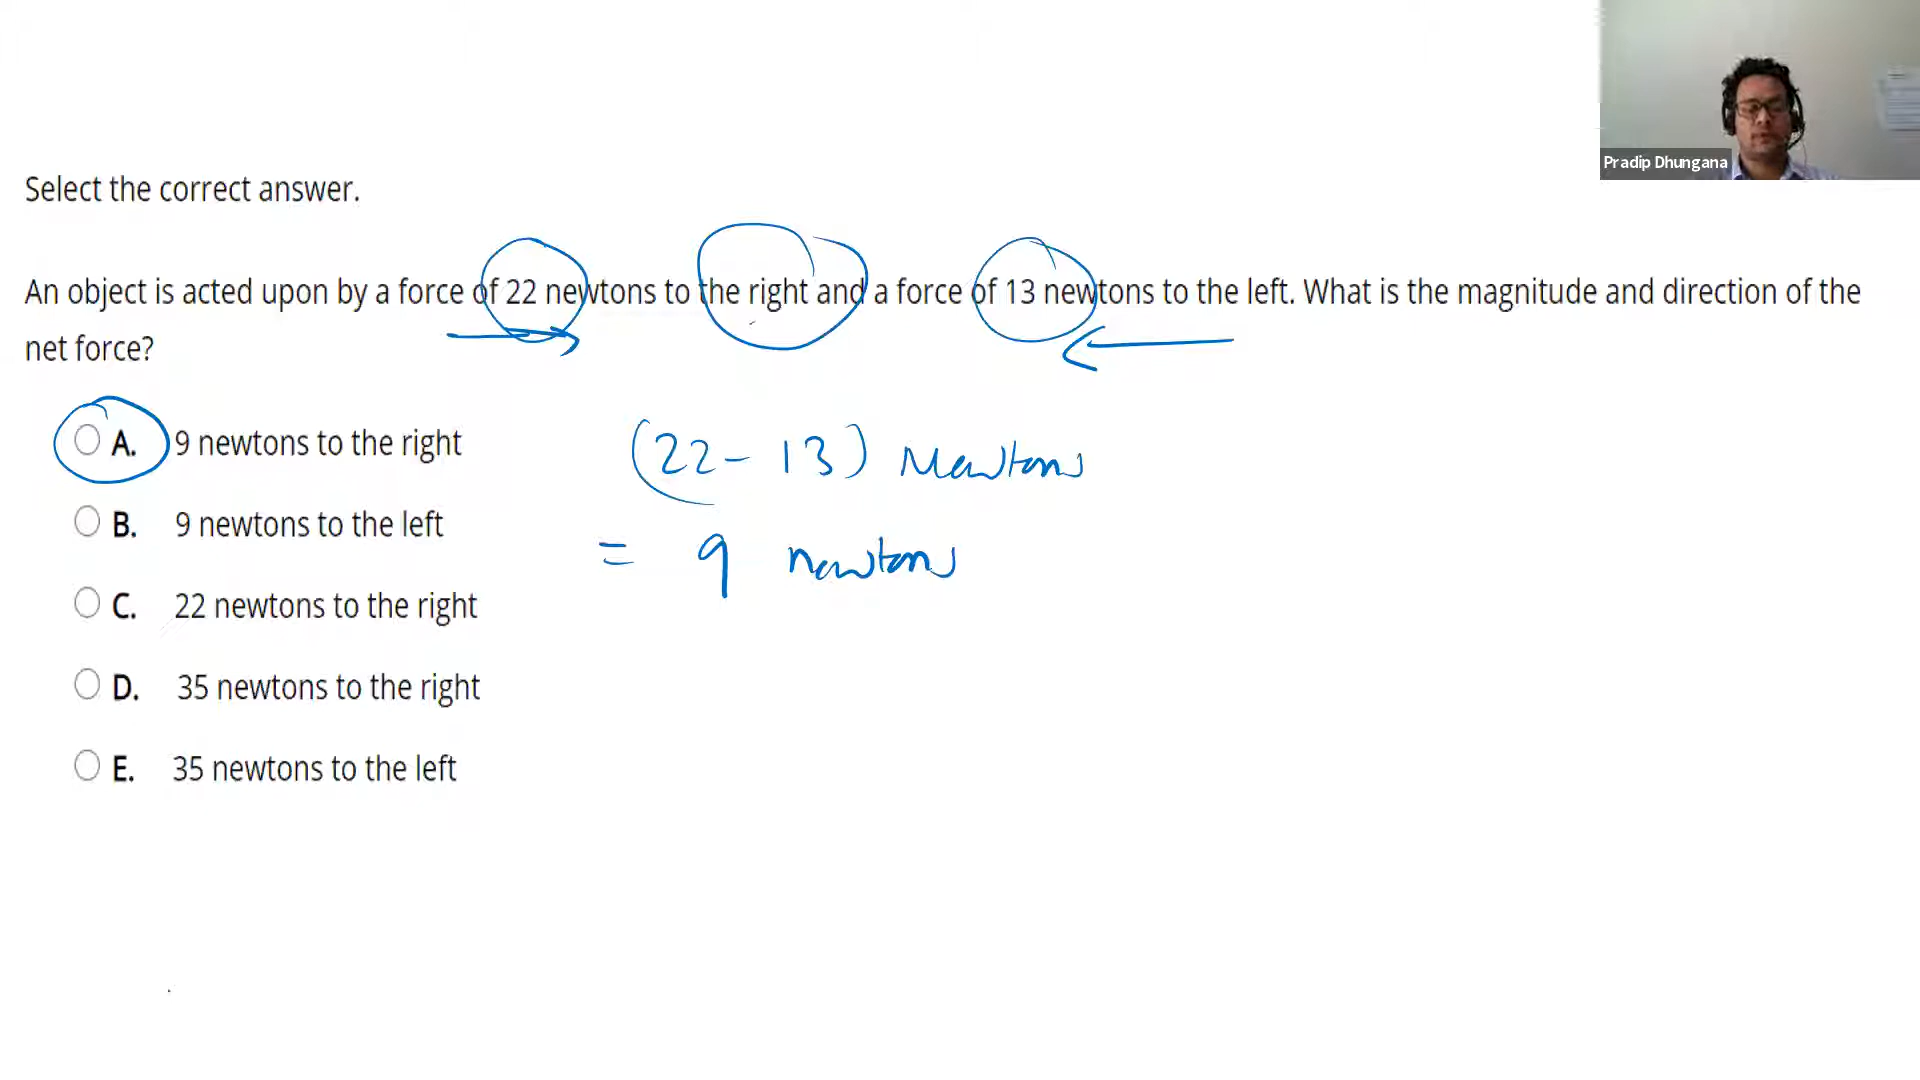 Pradip Dhungana
Select the correct answer.
An object is acted upon by a force of 22 newtons to the right and a force of 13 newtons to the left. What is the magnitude and direction of the
net force?
A. 9 newtons to the right
B. 9 newtons to the left
C. 22 newtons to the right
D. 35 newtons to the right
E. 35 newtons to the left
(22 - 13) Newtons
= 9 newtons